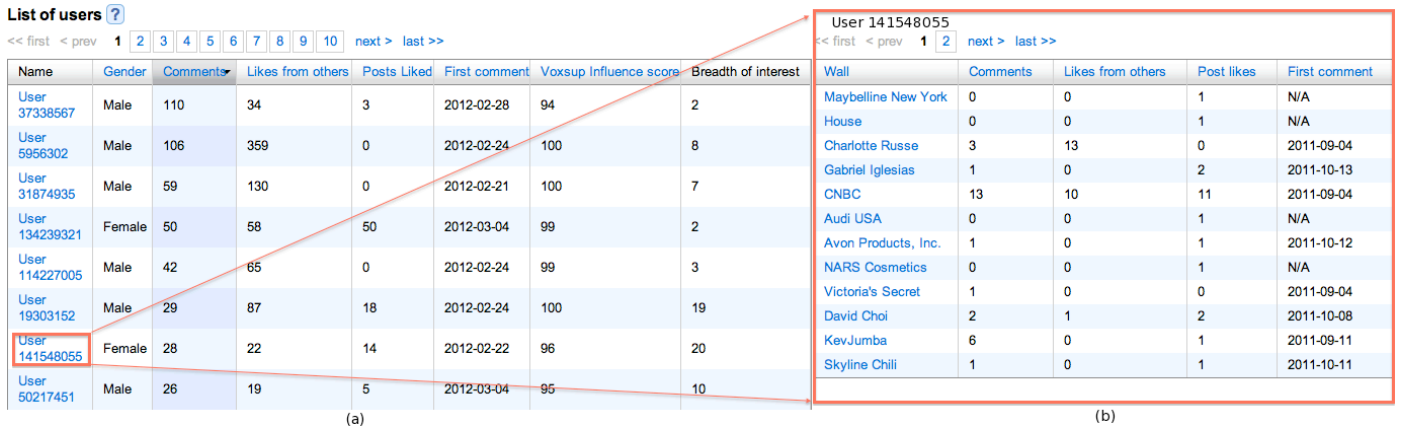 List of users ?
<< first < prev 1 2 3 4 5 6 7 8 9 10 next > last >>
Name Gender Comments Likes from others Posts Liked First comment Voxsup Influence score Breadth of interest
User 37338567 Male 110 34 3 2012-02-28 94 2
User 5956302 Male 106 359 0 2012-02-24 100 8
User 31874935 Male 59 130 0 2012-02-21 100 7
User 134239321 Female 50 58 50 2012-03-04 99 2
User 114227005 Male 42 65 0 2012-02-24 99 3
User 19303152 Male 29 87 18 2012-02-24 100 19
User 141548055 Female 28 22 14 2012-02-22 96 20
User 50217451 Male 26 19 5 2012-03-04 95 10
(a)
User 141548055
<< first < prev 1 2 next > last >>
Wall Comments Likes from others Post likes First comment
Maybelline New York 0 0 1 N/A
House 0 0 1 N/A
Charlotte Russe 3 13 0 2011-09-04
Gabriel Iglesias 1 0 2 2011-10-13
CNBC 13 10 11 2011-09-04
Audi USA 0 0 1 N/A
Avon Products, Inc. 1 0 1 2011-10-12
NARS Cosmetics 0 0 1 N/A
Victoria's Secret 1 0 0 2011-09-04
David Choi 2 1 2 2011-10-08
KevJumba 6 0 1 2011-09-11
Skyline Chili 1 0 1 2011-10-11
(b)